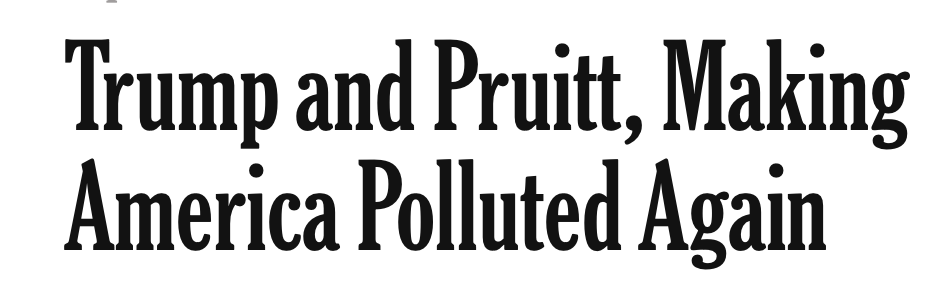 Trump and Pruitt, Making
America Polluted Again